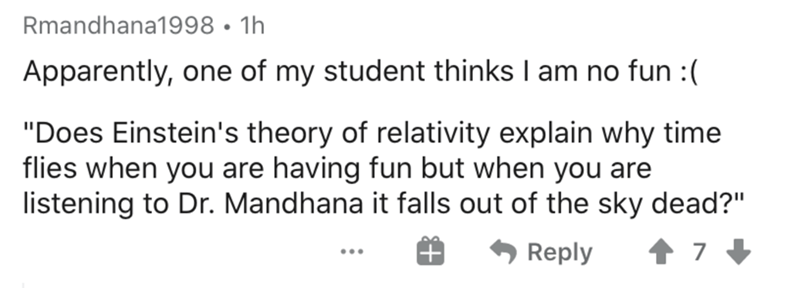 Rmandhana1998 • 1h
Apparently, one of my student thinks I am no fun :(
"Does Einstein's theory of relativity explain why time
flies when you are having fun but when you are
listening to Dr. Mandhana it falls out of the sky dead?"
... Reply 7